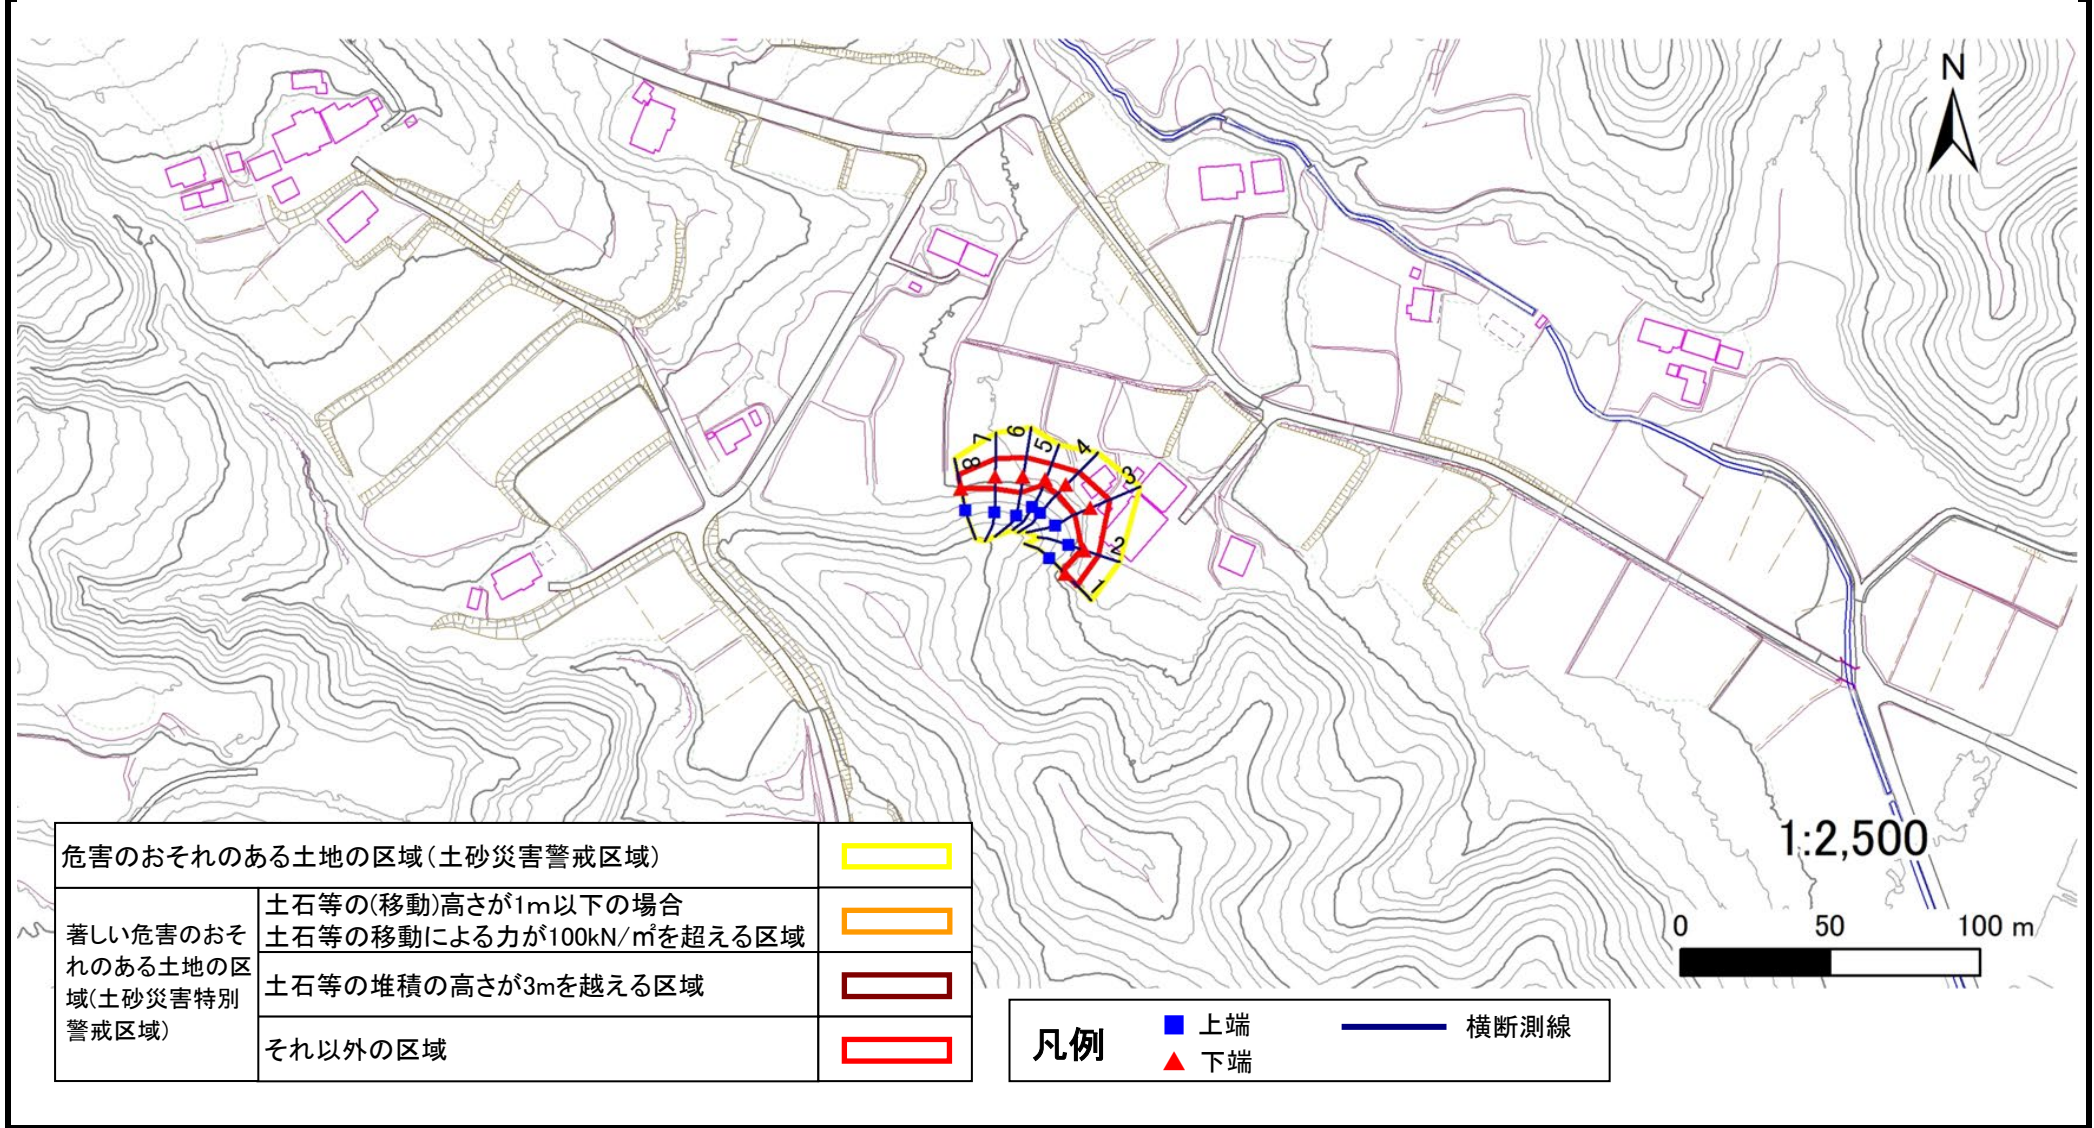 N
7
6
5
4
8
3
2
1
1:2,500
0 50 100 m
危害のおそれのある土地の区域(土砂災害警戒区域)
著しい危害のおそ
れのある土地の区
域(土砂災害特別
警戒区域)
土石等の(移動)高さが1m以下の場合
土石等の移動による力が100kN/㎡を超える区域
土石等の堆積の高さが3mを越える区域
それ以外の区域
凡例
上端
下端
横断測線